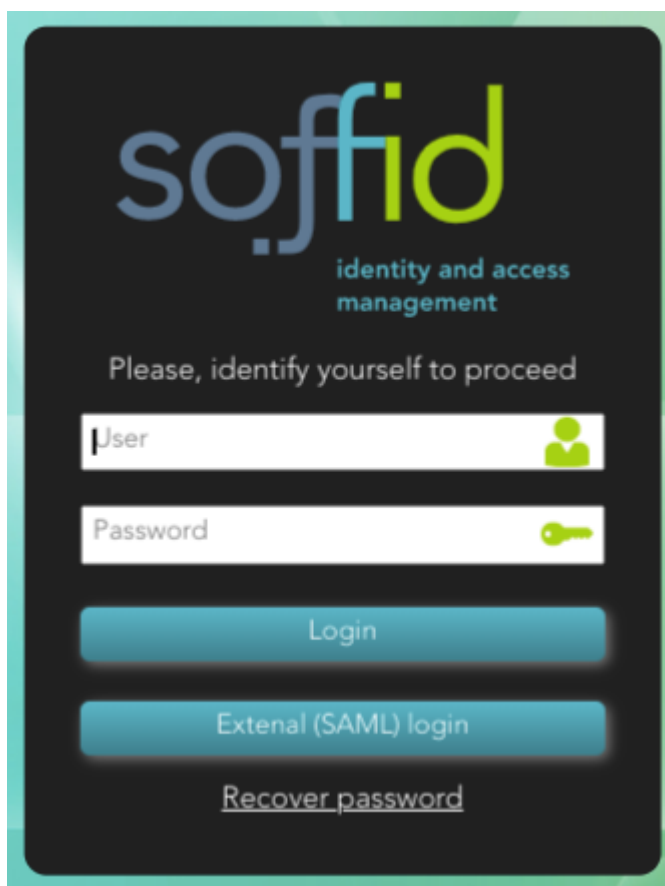 soffid
identity and access
management
Please, identify yourself to proceed
User
Password
Login
Extenal (SAML) login
Recover password